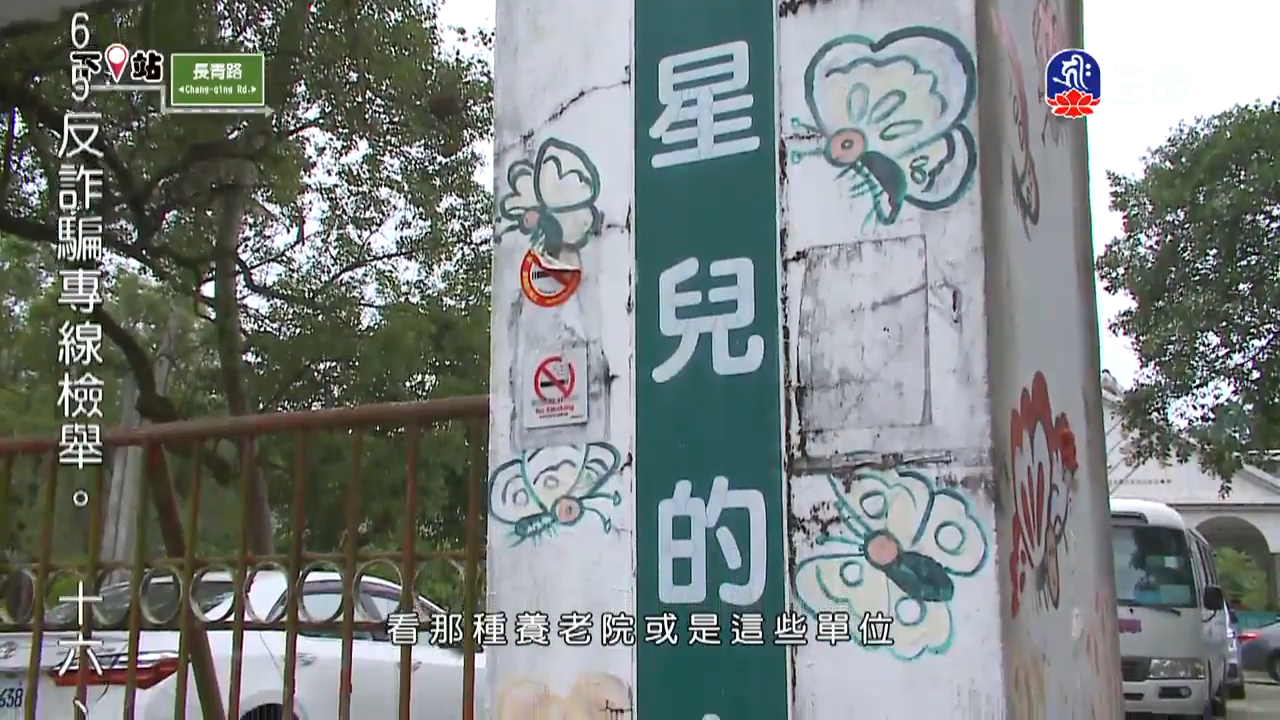 下站
長青路
Chang-qing Rd.
65反詐騙專線檢舉。 十六、
星兒的
No Smoking
看那種養老院或是這些單位